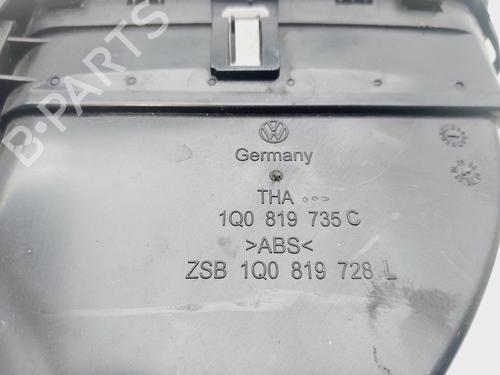 Germany
THA
1Q0 819 735 C
>ABS<
ZSB 1Q0 819 728 L
B-Parts